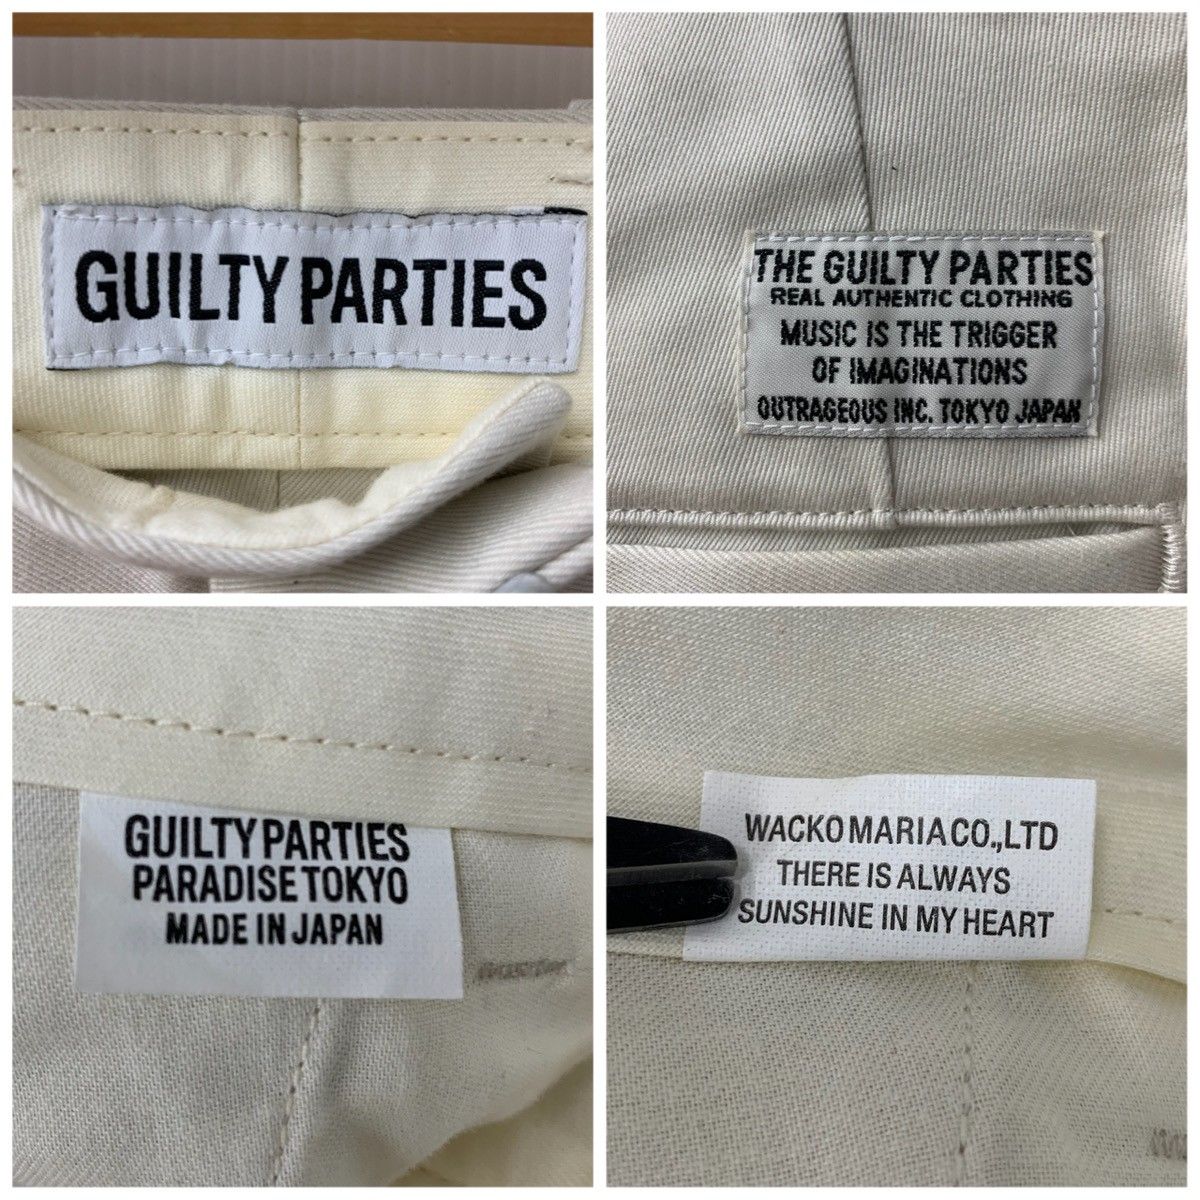 GUILTY PARTIES
THE GUILTY PARTIES
REAL AUTHENTIC CLOTHING
MUSIC IS THE TRIGGER
OF IMAGINATIONS
OUTRAGEOUS INC. TOKYO JAPAN
GUILTY PARTIES
PARADISE TOKYO
MADE IN JAPAN
WACKO MARIA CO.,LTD
THERE IS ALWAYS
SUNSHINE IN MY HEART